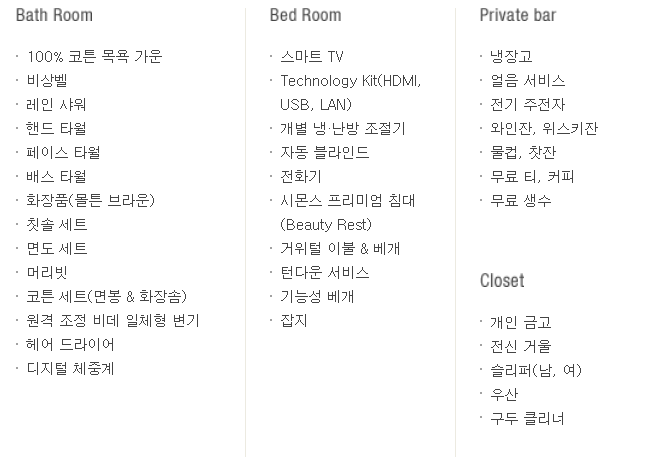 Bath Room
· 100% 코튼 목욕 가운
· 비상벨
· 레인 샤워
· 핸드 타월
· 페이스 타월
· 배스 타월
· 화장품(몰튼 브라운)
· 칫솔 세트
· 면도 세트
· 머리빗
· 코튼 세트(면봉 & 화장솜)
· 원격 조정 비데 일체형 변기
· 헤어 드라이어
· 디지털 체중계
Bed Room
· 스마트 TV
· Technology Kit(HDMI,
USB, LAN)
· 개별 냉·난방 조절기
· 자동 블라인드
· 전화기
· 시몬스 프리미엄 침대
(Beauty Rest)
· 거위털 이불 & 베개
· 턴다운 서비스
· 기능성 베개
· 잡지
Private bar
· 냉장고
· 얼음 서비스
· 전기 주전자
· 와인잔, 위스키잔
· 물컵, 찻잔
· 무료 티, 커피
· 무료 생수
Closet
· 개인 금고
· 전신 거울
· 슬리퍼(남, 여)
· 우산
· 구두 클리너